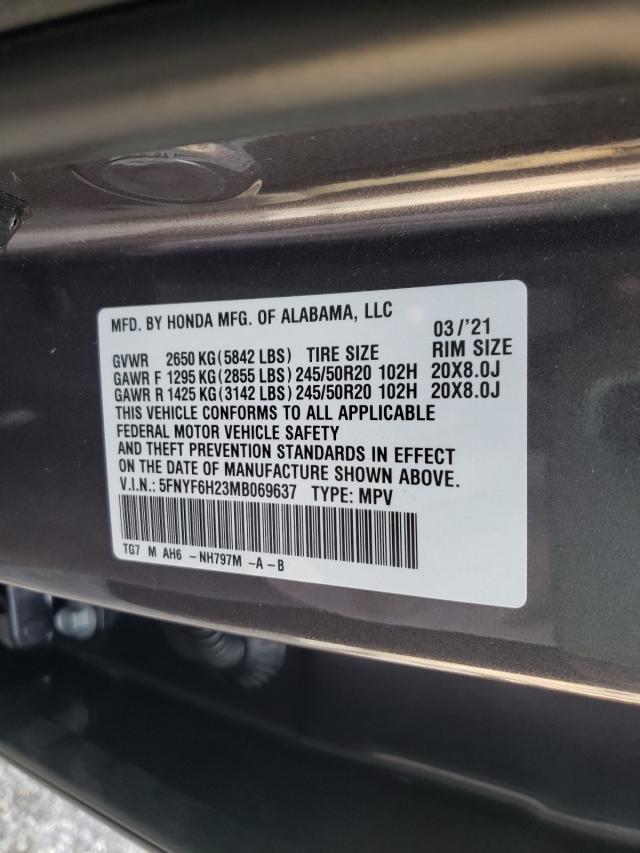 MFD. BY HONDA MFG. OF ALABAMA, LLC 03/'21
GVWR 2650 KG(5842 LBS) TIRE SIZE RIM SIZE
GAWR F 1295 KG(2855 LBS) 245/50R20 102H 20X8.0J
GAWR R 1425 KG(3142 LBS) 245/50R20 102H 20X8.0J
THIS VEHICLE CONFORMS TO ALL APPLICABLE
FEDERAL MOTOR VEHICLE SAFETY
AND THEFT PREVENTION STANDARDS IN EFFECT
ON THE DATE OF MANUFACTURE SHOWN ABOVE.
V.I.N.: 5FNYF6H23MB069637 TYPE: MPV
TG7 M AH6 -NH797M -A-B